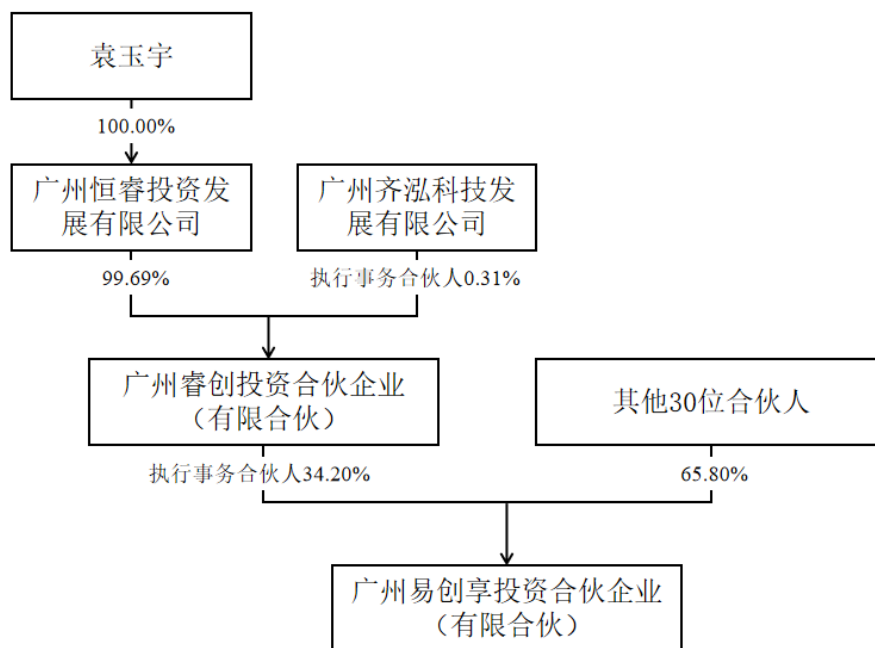 袁玉宇
100.00%
广州恒睿投资发
展有限公司
广州齐泓科技发
展有限公司
99.69%
执行事务合伙人0.31%
广州睿创投资合伙企业
（有限合伙）
其他30位合伙人
执行事务合伙人34.20%
65.80%
广州易创享投资合伙企业
（有限合伙）